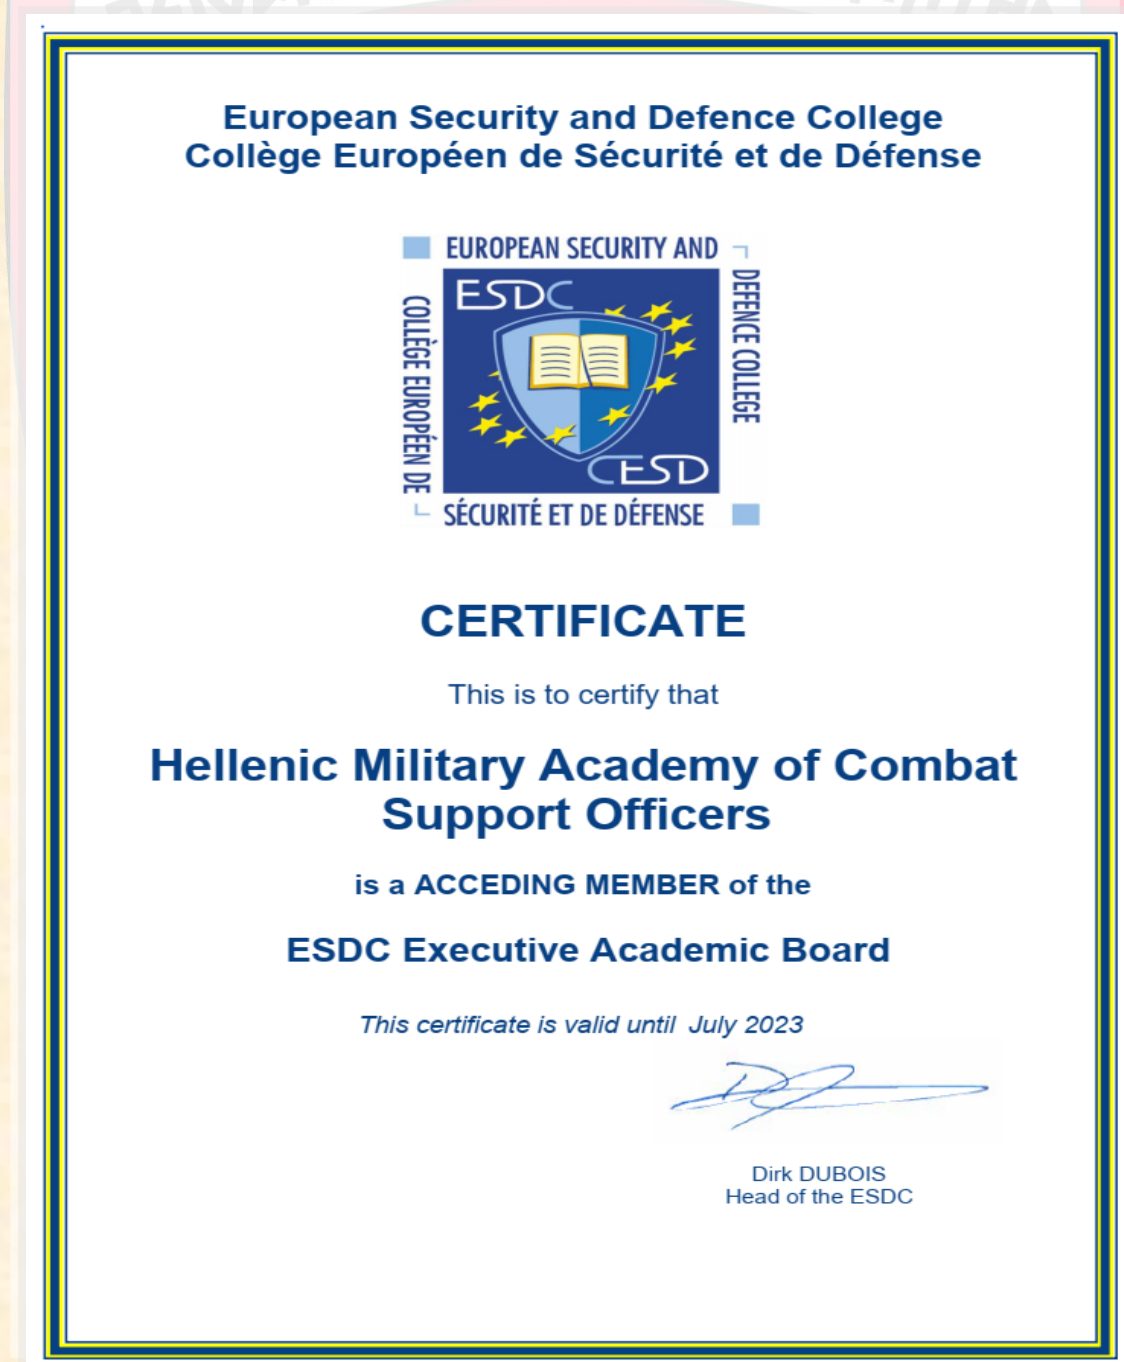 European Security and Defence College
Collège Européen de Sécurité et de Défense
EUROPEAN SECURITY AND
DEFENCE COLLEGE
ESDC
CESD
COLLÈGE EUROPÉEN DE
SÉCURITÉ ET DE DÉFENSE
CERTIFICATE
This is to certify that
Hellenic Military Academy of Combat
Support Officers
is a ACCEDING MEMBER of the
ESDC Executive Academic Board
This certificate is valid until July 2023
Dirk DUBOIS
Head of the ESDC